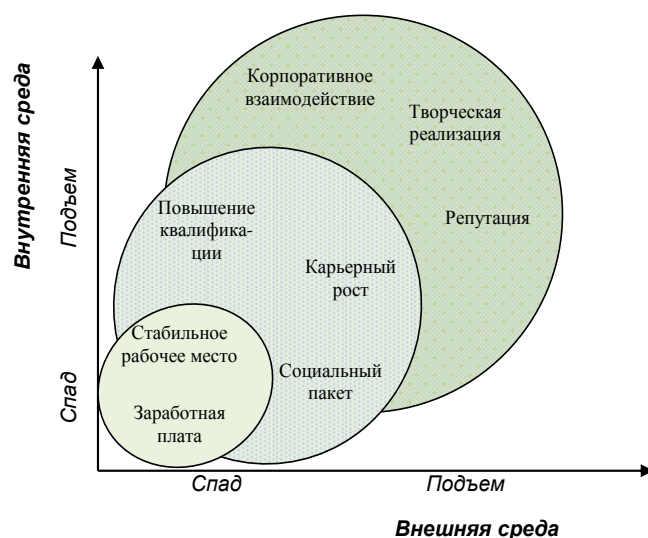 Внутренняя среда
Подъем
Спад
Корпоративное
взаимодействие
Творческая
реализация
Репутация
Повышение
квалифика-
ции
Карьерный
рост
Социальный
пакет
Стабильное
рабочее место
Заработная
плата
Спад
Подъем
Внешняя среда